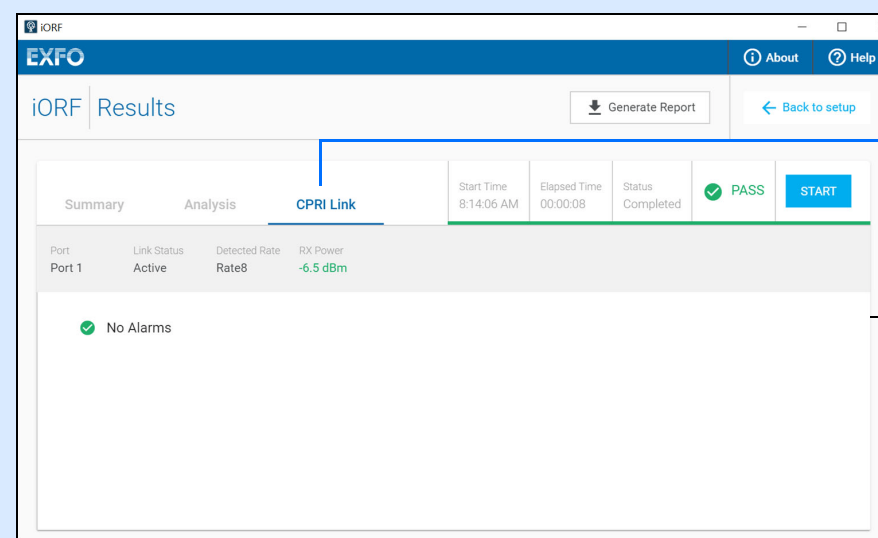 iORF
EXFO
About
Help
iORF Results
Generate Report
Back to setup
Summary
Analysis
CPRI Link
Start Time
8:14:06 AM
Elapsed Time
00:00:08
Status
Completed
PASS
START
Port
Port 1
Link Status
Active
Detected Rate
Rate8
RX Power
-6.5 dBm
No Alarms